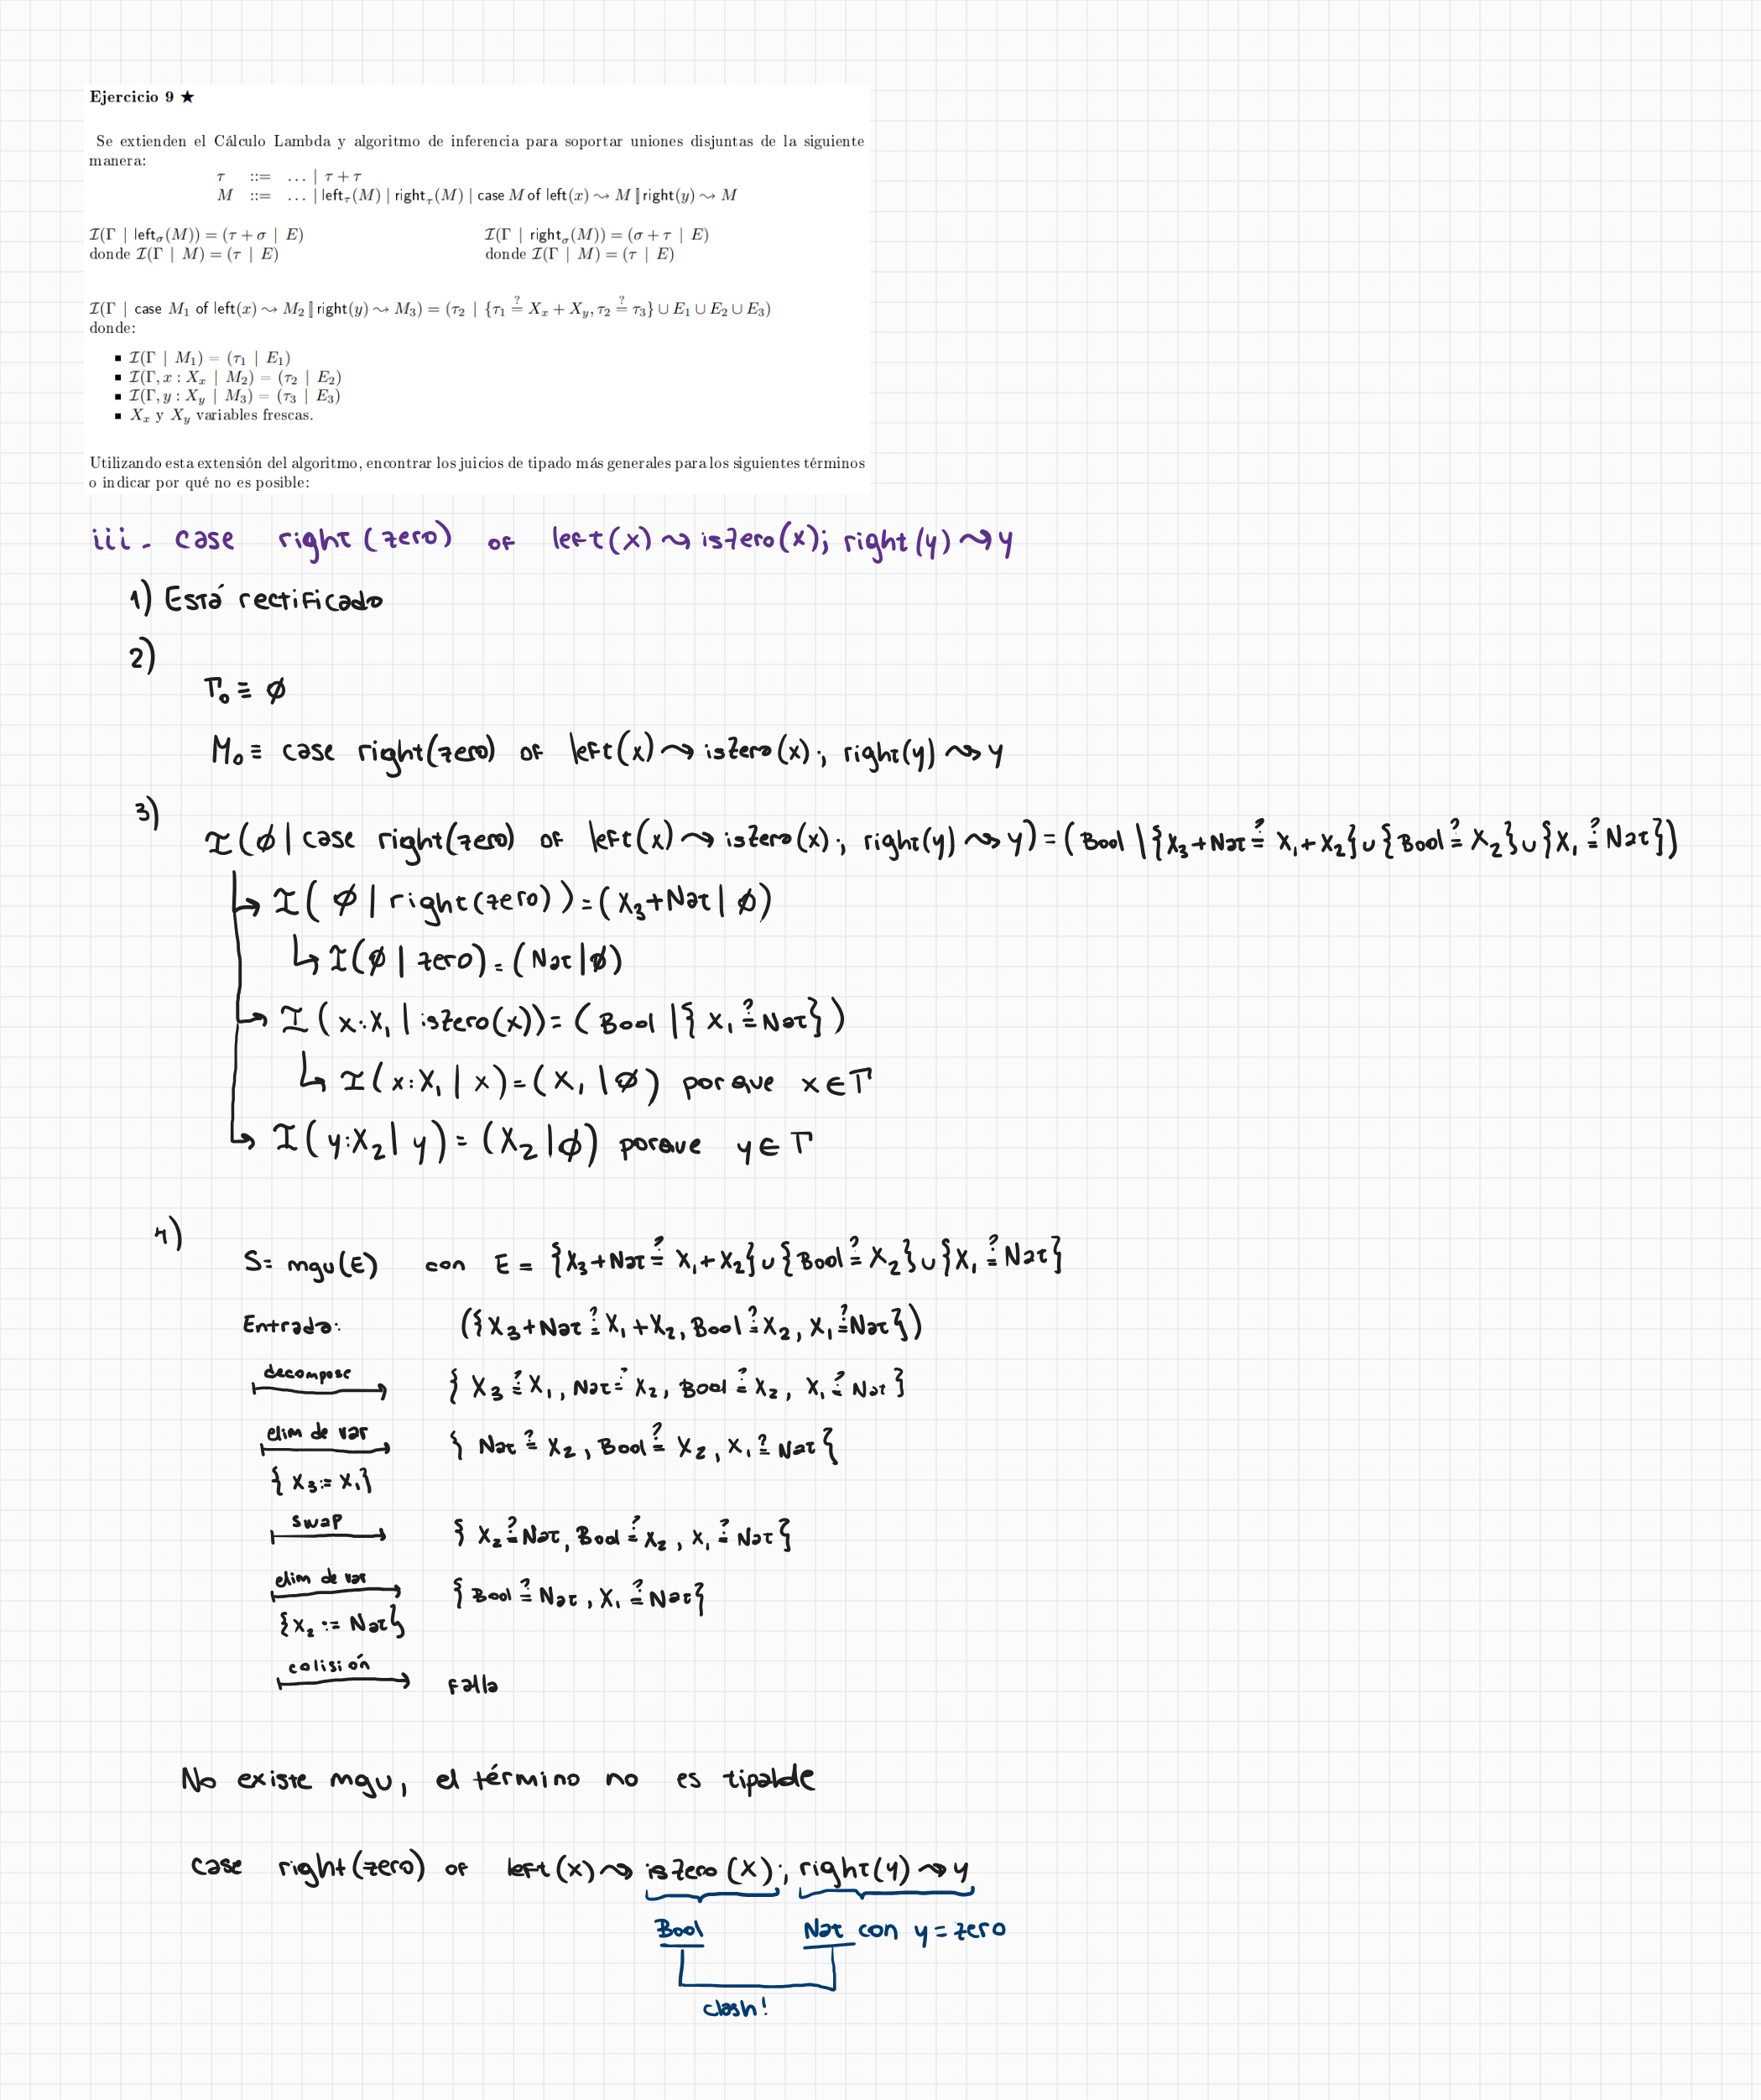 Ejercicio 9 ★
Se extienden el Cálculo Lambda y algoritmo de inferencia para soportar uniones disjuntas de la siguiente
manera:
τ ::= ... | τ + τ
M ::= ... | left_τ(M) | right_τ(M) | case M of left(x) ⇝ M ⫾ right(y) ⇝ M
I(Γ | left_σ(M)) = (τ + σ | E) I(Γ | right_σ(M)) = (σ + τ | E)
donde I(Γ | M) = (τ | E) donde I(Γ | M) = (τ | E)
I(Γ | case M₁ of left(x) ⇝ M₂ ⫾ right(y) ⇝ M₃) = (τ₂ | {τ₁ ≟ X_x + X_y, τ₂ ≟ τ₃} ∪ E₁ ∪ E₂ ∪ E₃)
donde:
▪ I(Γ | M₁) = (τ₁ | E₁)
▪ I(Γ, x : X_x | M₂) = (τ₂ | E₂)
▪ I(Γ, y : X_y | M₃) = (τ₃ | E₃)
▪ X_x y X_y variables frescas.
Utilizando esta extensión del algoritmo, encontrar los juicios de tipado más generales para los siguientes términos
o indicar por qué no es posible:
iii. case right(zero) of left(x) ⇝ isZero(x); right(y) ⇝ y
1) Está rectificado
2)
Γ₀ ≡ ∅
M₀ ≡ case right(zero) of left(x) ⇝ isZero(x); right(y) ⇝ y
3)
I(∅ | case right(zero) of left(x) ⇝ isZero(x); right(y) ⇝ y) = (Bool | {X₃+Nat ≟ X₁+X₂} ∪ {Bool ≟ X₂} ∪ {X₁ ≟ Nat})
↳ I(∅ | right(zero)) = (X₃+Nat | ∅)
↳ I(∅ | zero) = (Nat | ∅)
↳ I(x:X₁ | isZero(x)) = (Bool | {X₁ ≟ Nat})
↳ I(x:X₁ | x) = (X₁ | ∅) porque x ∈ Γ
↳ I(y:X₂ | y) = (X₂ | ∅) porque y ∈ Γ
4)
S = mgu(E) con E = {X₃+Nat ≟ X₁+X₂} ∪ {Bool ≟ X₂} ∪ {X₁ ≟ Nat}
Entrada: ({X₃+Nat ≟ X₁+X₂, Bool ≟ X₂, X₁ ≟ Nat})
decompose {X₃ ≟ X₁, Nat ≟ X₂, Bool ≟ X₂, X₁ ≟ Nat}
elim de var { Nat ≟ X₂, Bool ≟ X₂, X₁ ≟ Nat {
{X₃ := X₁}
swap {X₂ ≟ Nat, Bool ≟ X₂, X₁ ≟ Nat}
elim de var {Bool ≟ Nat, X₁ ≟ Nat}
{X₂ := Nat}
colisión Falla
No existe mgu, el término no es tipable
case right(zero) of left(x) ⇝ isZero(x); right(y) ⇝ y
Bool Nat con y = zero
clash!